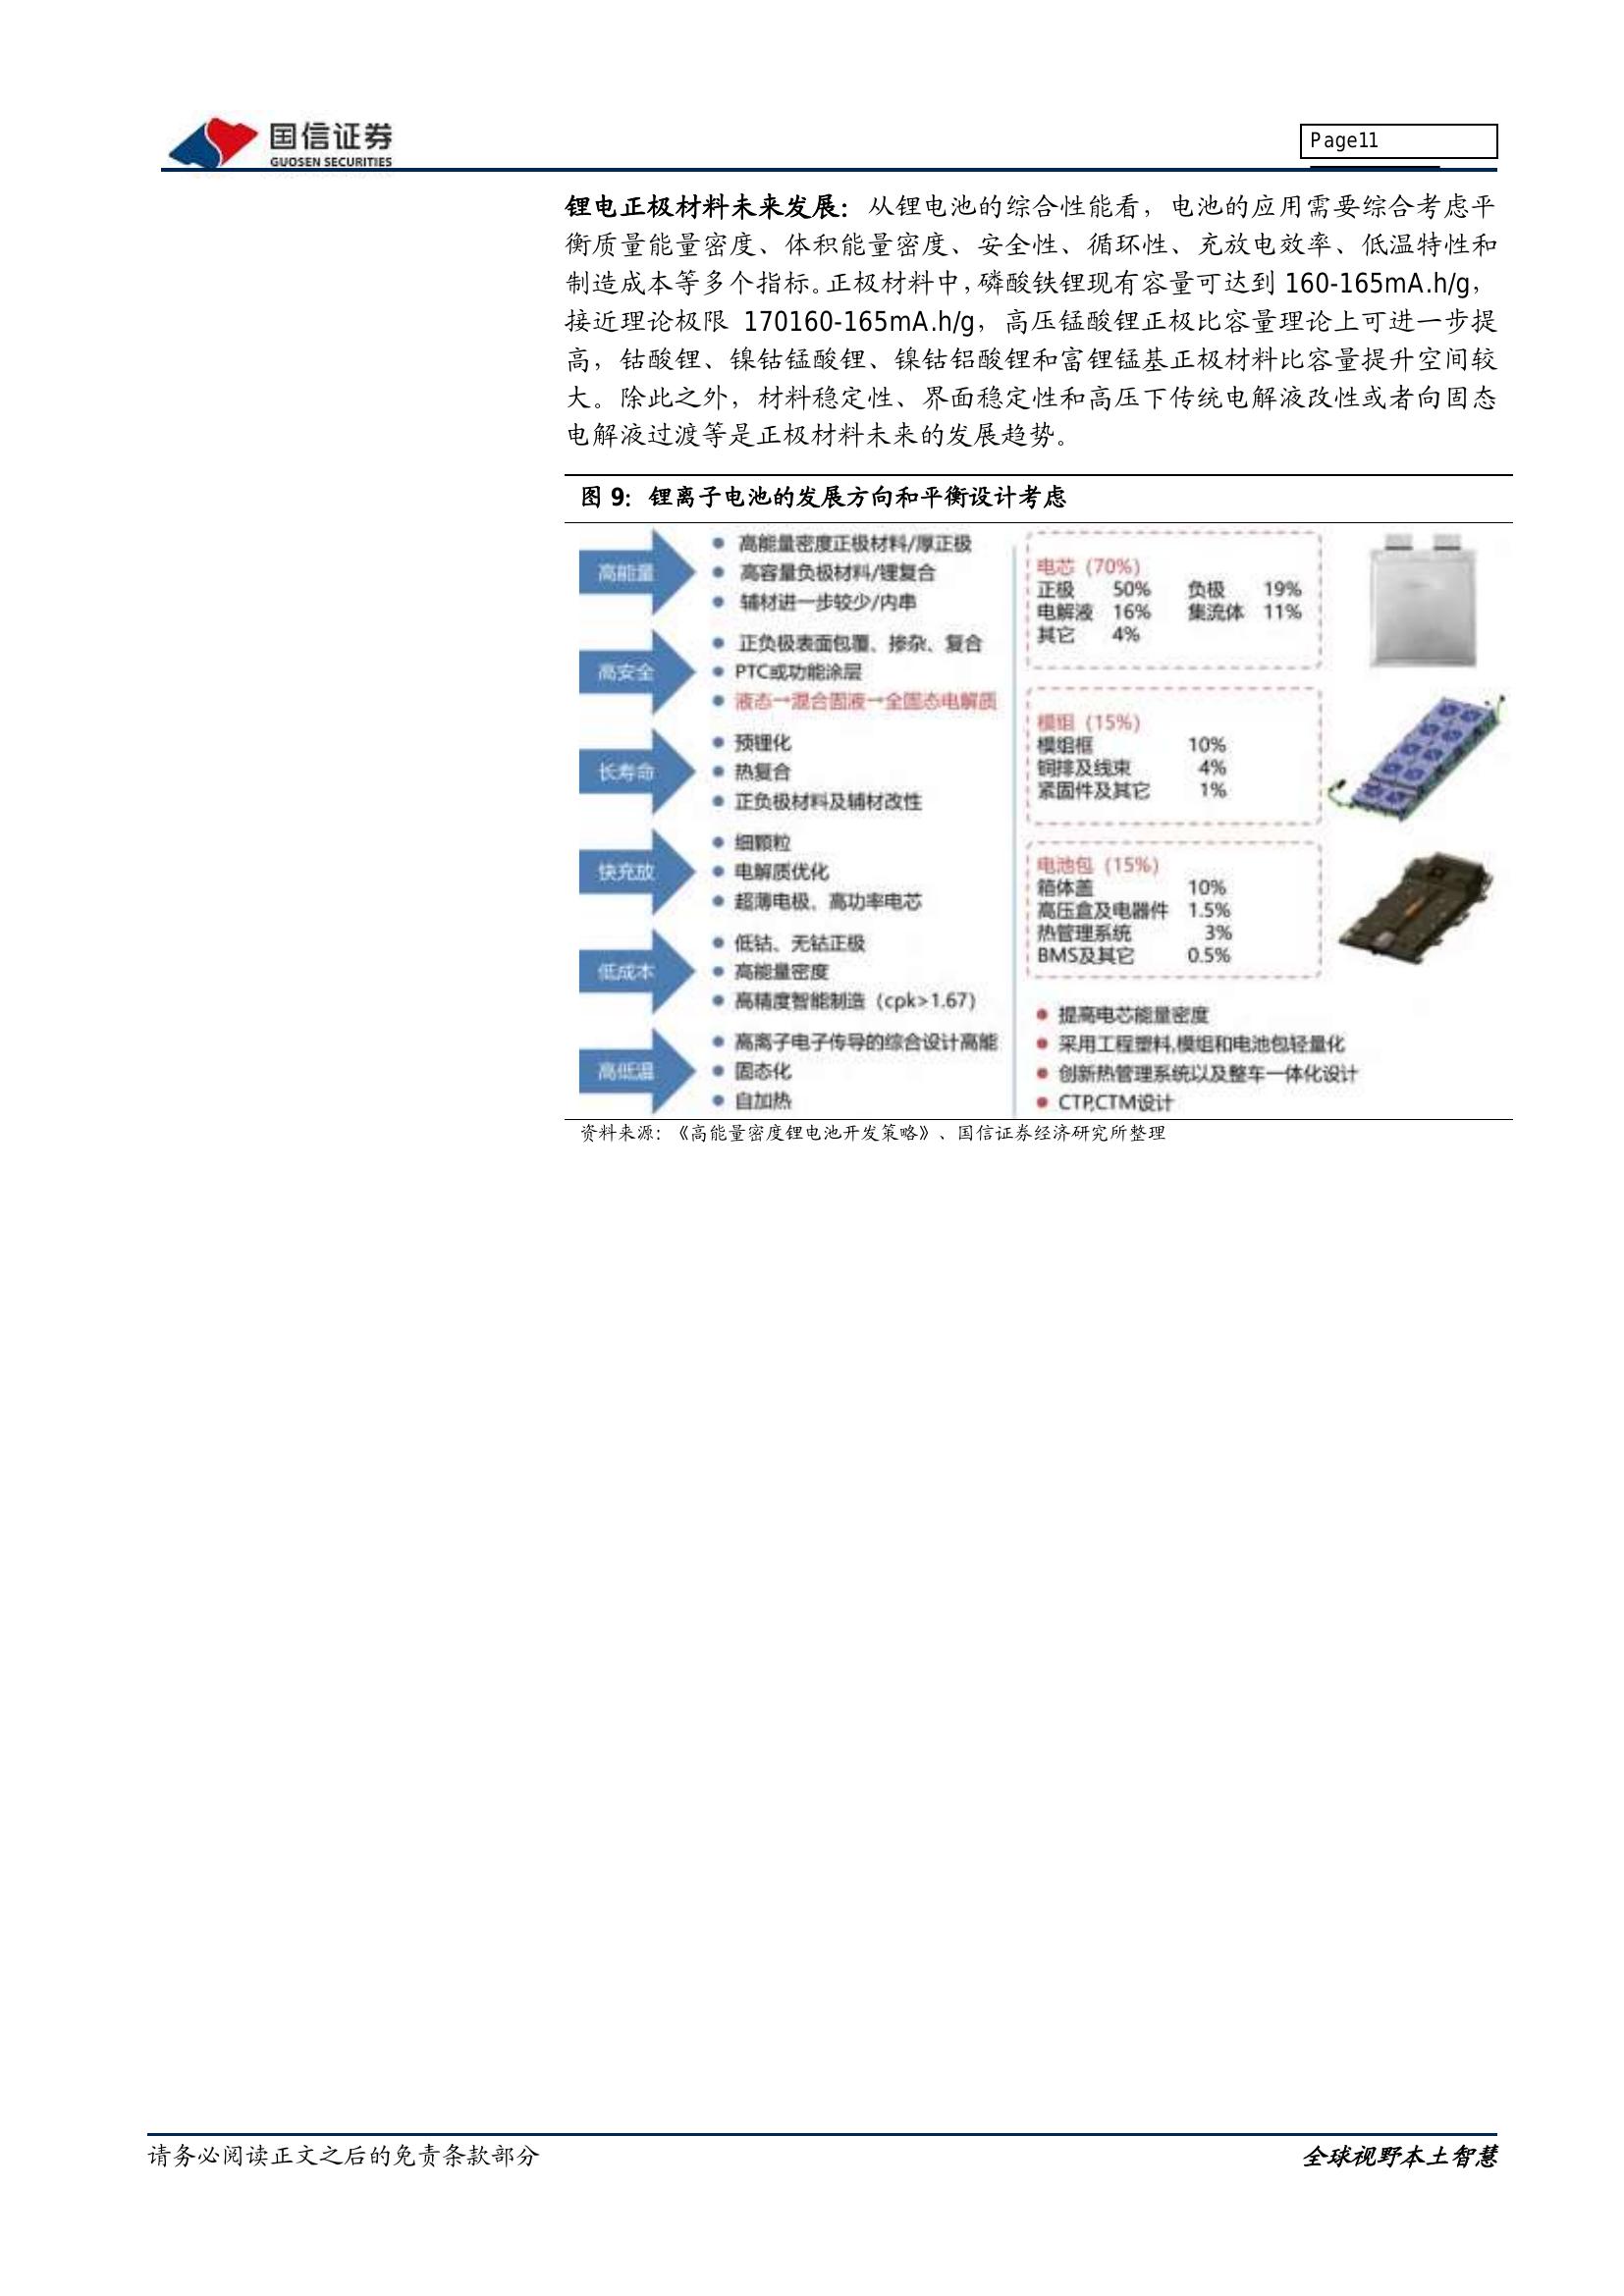 国信证券
GUOSEN SECURITIES
Page11
锂电正极材料未来发展：从锂电池的综合性能看，电池的应用需要综合考虑平
衡质量能量密度、体积能量密度、安全性、循环性、充放电效率、低温特性和
制造成本等多个指标。正极材料中，磷酸铁锂现有容量可达到 160-165mA.h/g，
接近理论极限 170160-165mA.h/g，高压锰酸锂正极比容量理论上可进一步提
高，钴酸锂、镍钴锰酸锂、镍钴铝酸锂和富锂锰基正极材料比容量提升空间较
大。除此之外，材料稳定性、界面稳定性和高压下传统电解液改性或者向固态
电解液过渡等是正极材料未来的发展趋势。
图 9：锂离子电池的发展方向和平衡设计考虑
高能量
● 高能量密度正极材料/厚正极
● 高容量负极材料/锂复合
● 辅材进一步较少/内串
高安全
● 正负极表面包覆、掺杂、复合
● PTC或功能涂层
● 液态→混合固液→全固态电解质
长寿命
● 预锂化
● 热复合
● 正负极材料及辅材改性
快充放
● 细颗粒
● 电解质优化
● 超薄电极、高功率电芯
低成本
● 低钴、无钴正极
● 高能量密度
● 高精度智能制造（cpk>1.67）
高低温
● 高离子电子传导的综合设计高能
● 固态化
● 自加热
电芯（70%）
正极 50% 负极 19%
电解液 16% 集流体 11%
其它 4%
模组（15%）
模组框 10%
铜排及线束 4%
紧固件及其它 1%
电池包（15%）
箱体盖 10%
高压盒及电器件 1.5%
热管理系统 3%
BMS及其它 0.5%
● 提高电芯能量密度
● 采用工程塑料,模组和电池包轻量化
● 创新热管理系统以及整车一体化设计
● CTP,CTM设计
资料来源：《高能量密度锂电池开发策略》、国信证券经济研究所整理
请务必阅读正文之后的免责条款部分
全球视野本土智慧